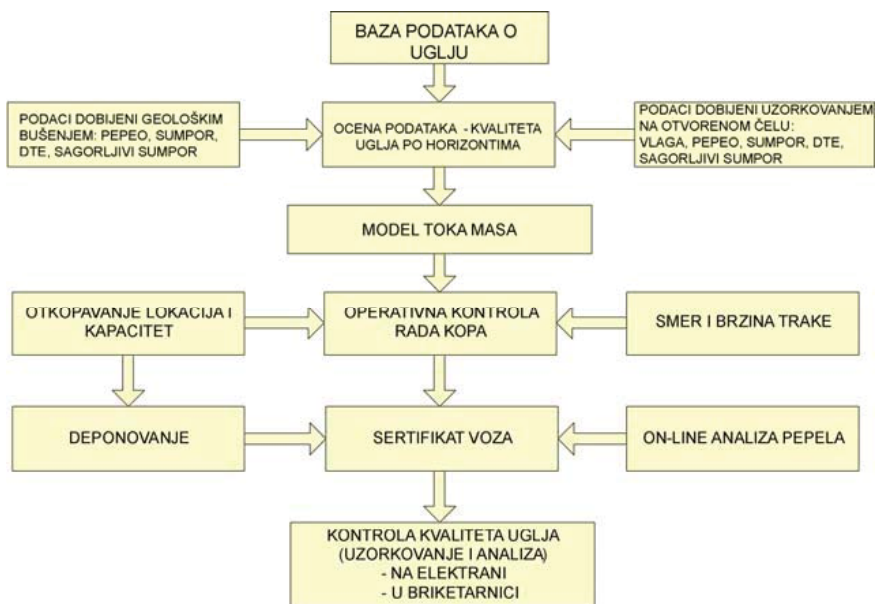 BAZA PODATAKA O
UGLJU
PODACI DOBIJENI GEOLOŠKIM
BUŠENJEM: PEPEO, SUMPOR,
DTE, SAGORLJIVI SUMPOR
OCENA PODATAKA - KVALITETA
UGLJA PO HORIZONTIMA
PODACI DOBIJENI UZORKOVANJEM
NA OTVORENOM ČELU:
VLAGA, PEPEO, SUMPOR, DTE,
SAGORLJIVI SUMPOR
MODEL TOKA MASA
OTKOPAVANJE LOKACIJA I
KAPACITET
OPERATIVNA KONTROLA
RADA KOPA
SMER I BRZINA TRAKE
DEPONOVANJE
SERTIFIKAT VOZA
ON-LINE ANALIZA PEPELA
KONTROLA KVALITETA UGLJA
(UZORKOVANJE I ANALIZA)
- NA ELEKTRANI
- U BRIKETARNICI